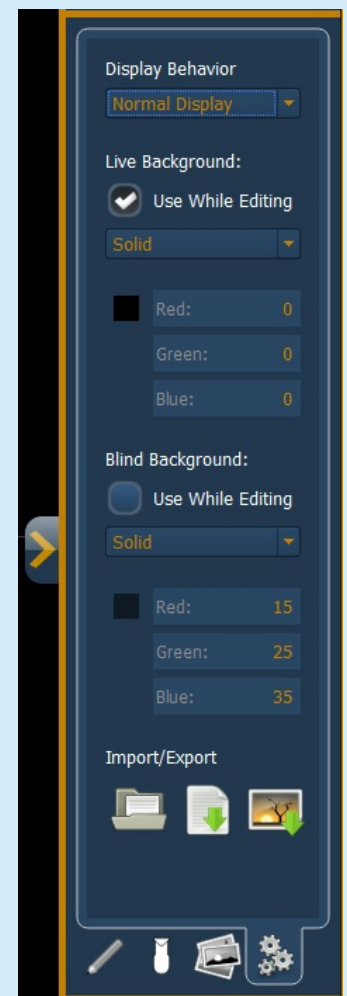 Display Behavior
Normal Display
Live Background:
Use While Editing
Solid
Red: 0
Green: 0
Blue: 0
Blind Background:
Use While Editing
Solid
Red: 15
Green: 25
Blue: 35
Import/Export